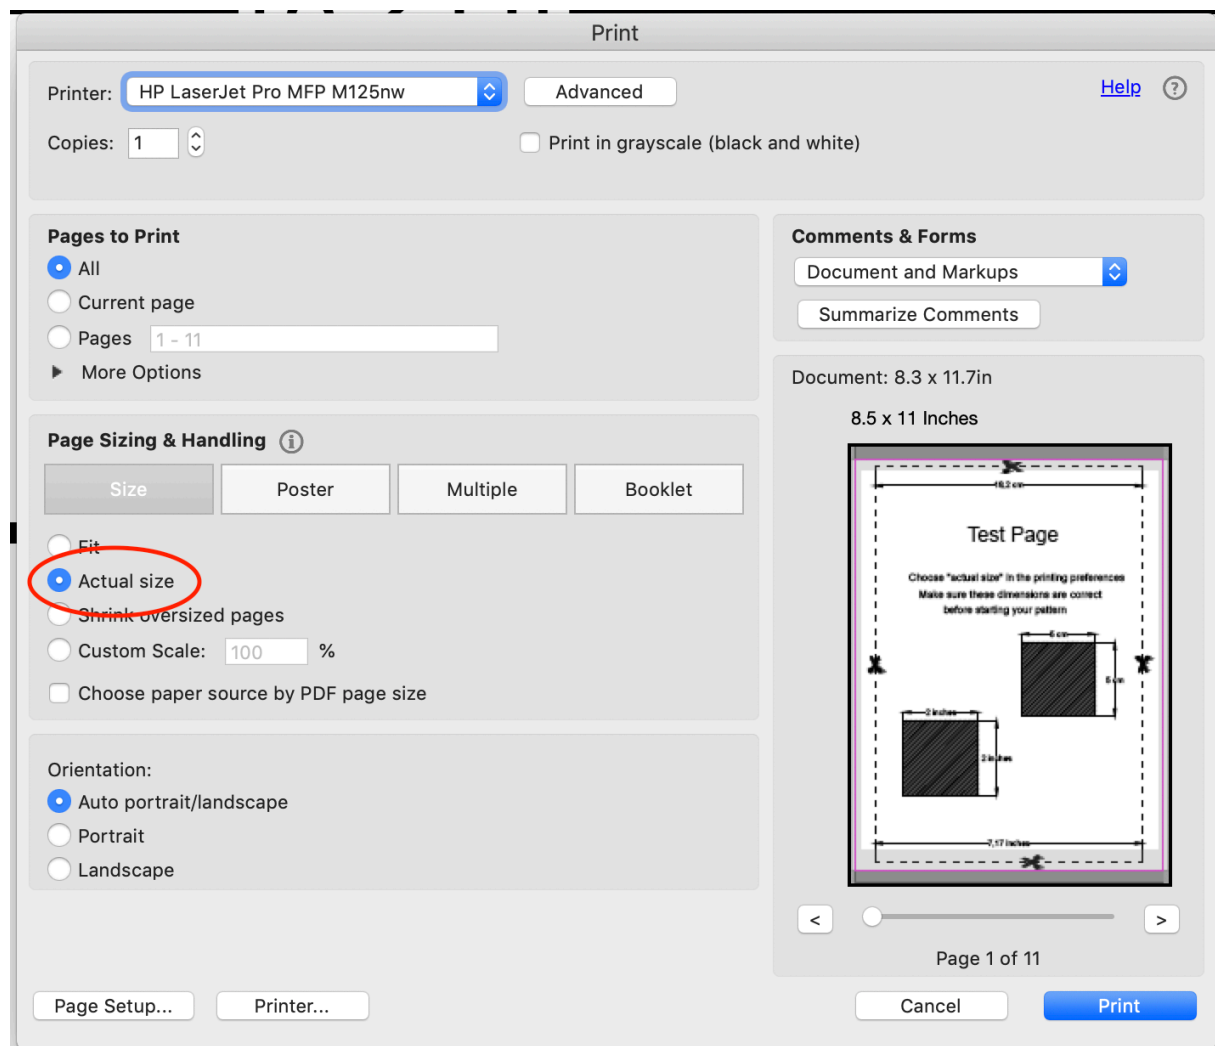 Print
Printer: HP LaserJet Pro MFP M125nw Advanced Help ?
Copies: 1 Print in grayscale (black and white)
Pages to Print
All
Current page
Pages 1 - 11
More Options
Comments & Forms
Document and Markups
Summarize Comments
Page Sizing & Handling i
Size Poster Multiple Booklet
Fit
Actual size
Shrink oversized pages
Custom Scale: 100 %
Choose paper source by PDF page size
Orientation:
Auto portrait/landscape
Portrait
Landscape
Document: 8.3 x 11.7in
8.5 x 11 Inches
Test Page
Choose "actual size" in the printing preferences
Make sure these dimensions are correct
before starting your pattern
5 cm
5 cm
2 inches
2 inches
7,17 inches
< >
Page 1 of 11
Page Setup... Printer... Cancel Print